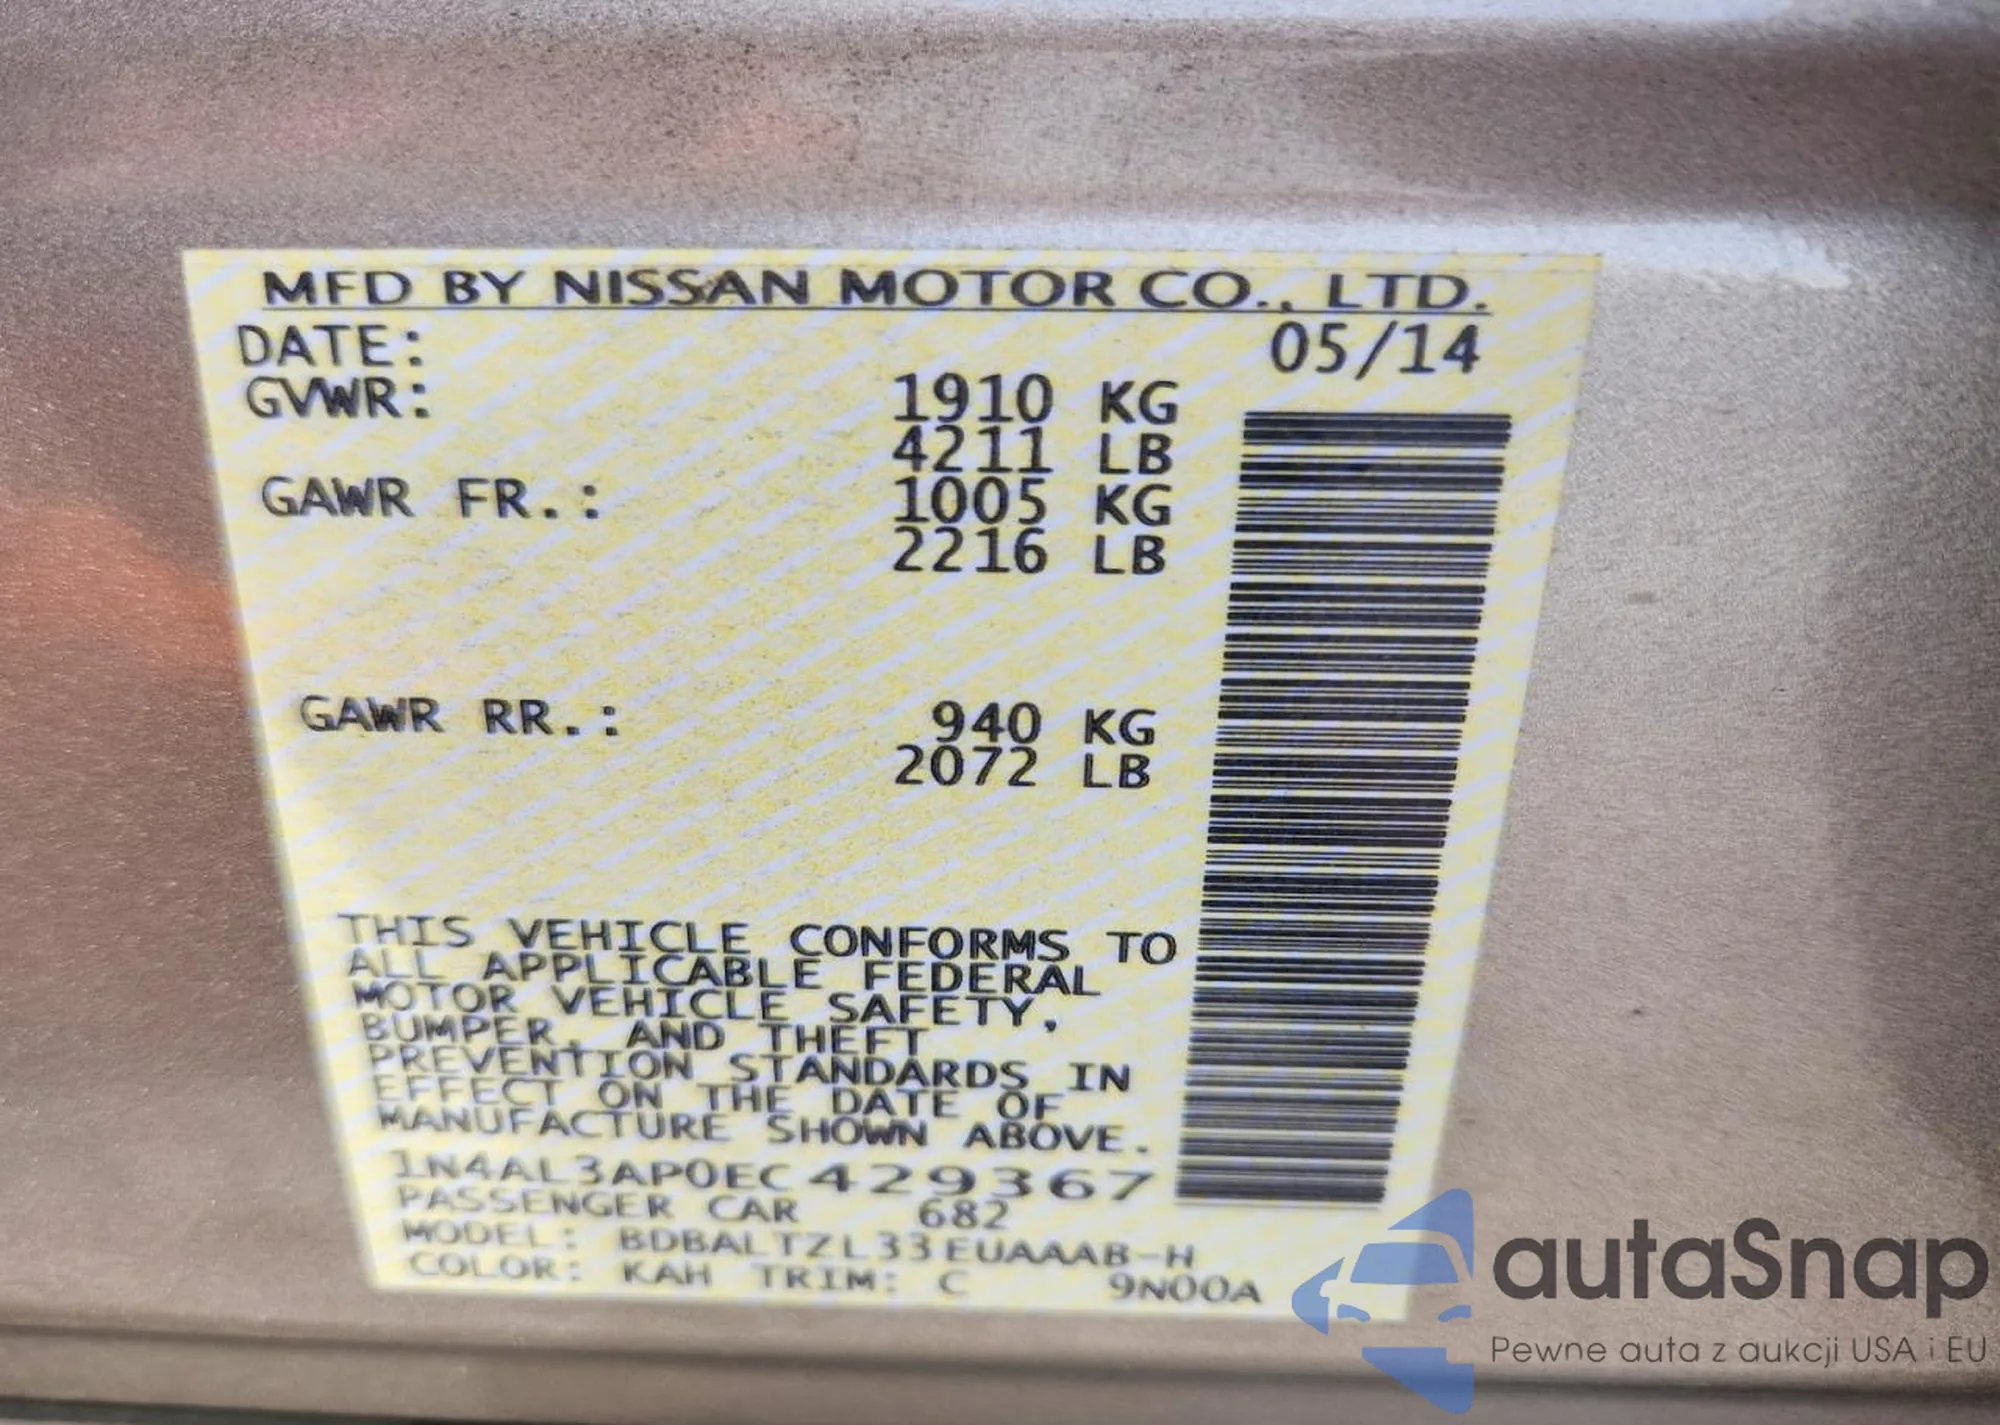 MFD BY NISSAN MOTOR CO., LTD.
DATE: 05/14
GVWR: 1910 KG
4211 LB
GAWR FR.: 1005 KG
2216 LB
GAWR RR.: 940 KG
2072 LB
THIS VEHICLE CONFORMS TO
ALL APPLICABLE FEDERAL
MOTOR VEHICLE SAFETY,
BUMPER, AND THEFT
PREVENTION STANDARDS IN
EFFECT ON THE DATE OF
MANUFACTURE SHOWN ABOVE.
1N4AL3AP0EC429367
PASSENGER CAR 682
MODEL: BDBALTZL33EUAAAB-H
COLOR: KAH TRIM: C 9N00A
autaSnap
Pewne auta z aukcji USA i EU